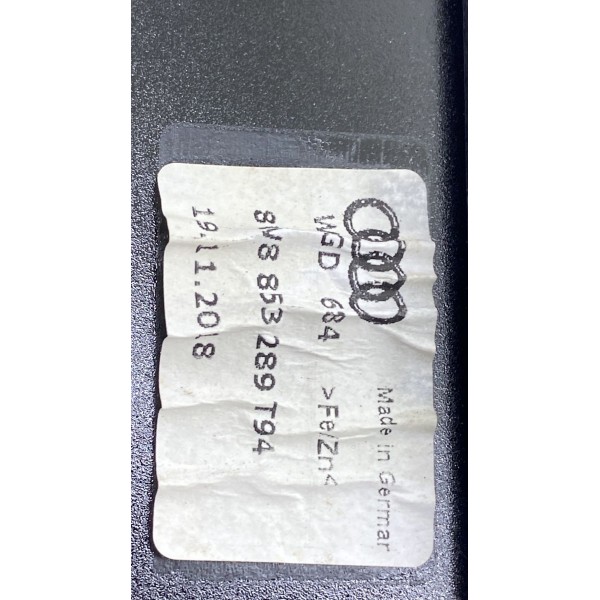 Made in Germar
WGD 684 >Fe/Zn<
8V8 853 289 T94
19.11.2018